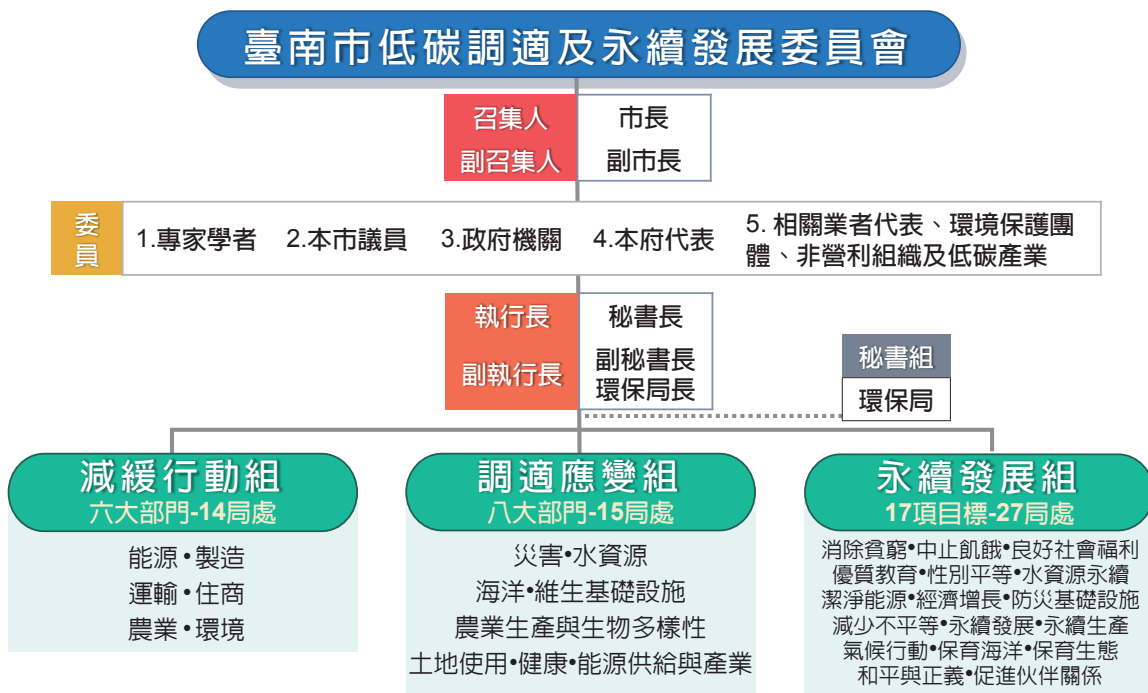 臺南市低碳調適及永續發展委員會
召集人
市長
副召集人
副市長
委員
1.專家學者
2.本市議員
3.政府機關
4.本府代表
5. 相關業者代表、環境保護團
體、非營利組織及低碳產業
執行長
秘書長
副執行長
副秘書長
環保局長
秘書組
環保局
減緩行動組
六大部門-14局處
能源•製造
運輸•住商
農業•環境
調適應變組
八大部門-15局處
災害•水資源
海洋•維生基礎設施
農業生產與生物多樣性
土地使用•健康•能源供給與產業
永續發展組
17項目標-27局處
消除貧窮•中止飢餓•良好社會福利
優質教育•性別平等•水資源永續
潔淨能源•經濟增長•防災基礎設施
減少不平等•永續發展•永續生產
氣候行動•保育海洋•保育生態
和平與正義•促進伙伴關係